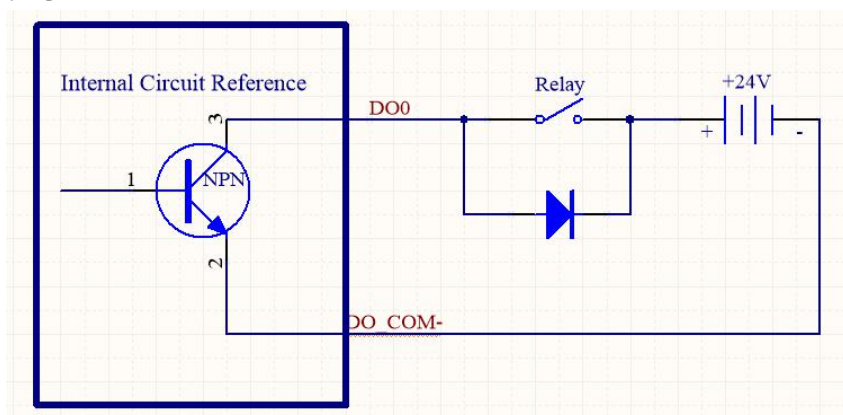 Internal Circuit Reference
3
DO0
Relay
+24V
+
-
1
NPN
2
DO_COM-